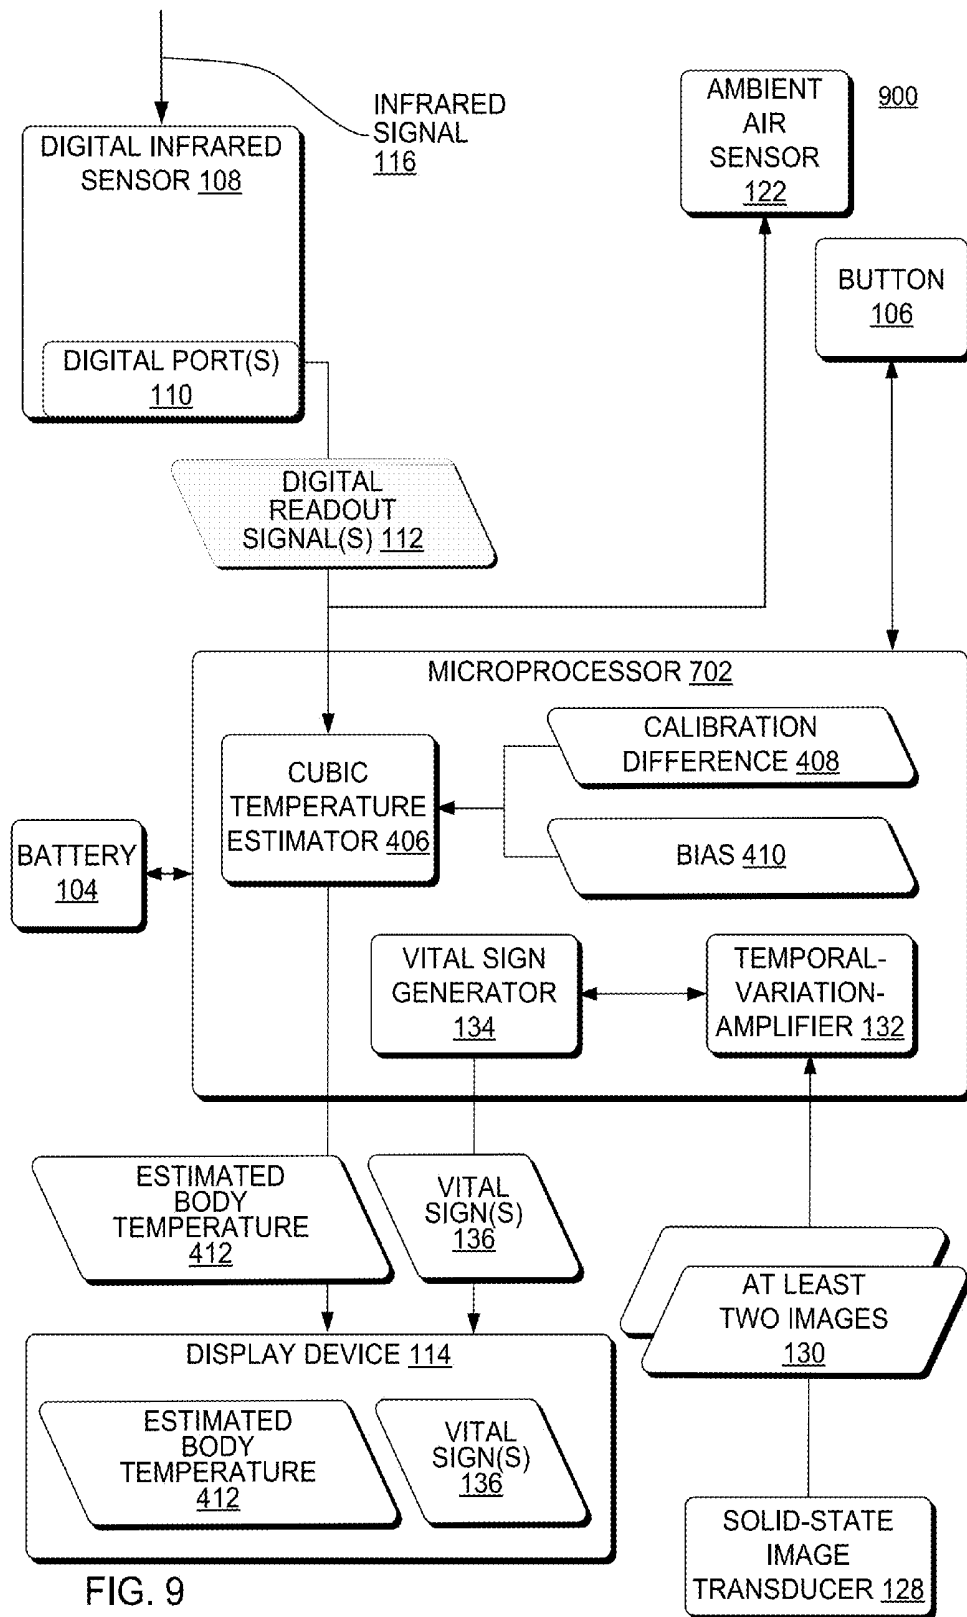 INFRARED
SIGNAL
116
AMBIENT
AIR
SENSOR
122
900
DIGITAL INFRARED
SENSOR 108
BUTTON
106
DIGITAL PORT(S)
110
DIGITAL
READOUT
SIGNAL(S) 112
MICROPROCESSOR 702
CALIBRATION
DIFFERENCE 408
CUBIC
TEMPERATURE
ESTIMATOR 406
BIAS 410
BATTERY
104
VITAL SIGN
GENERATOR
134
TEMPORAL-
VARIATION-
AMPLIFIER 132
ESTIMATED
BODY
TEMPERATURE
412
VITAL
SIGN(S)
136
AT LEAST
TWO IMAGES
130
DISPLAY DEVICE 114
ESTIMATED
BODY
TEMPERATURE
412
VITAL
SIGN(S)
136
SOLID-STATE
IMAGE
TRANSDUCER 128
FIG. 9